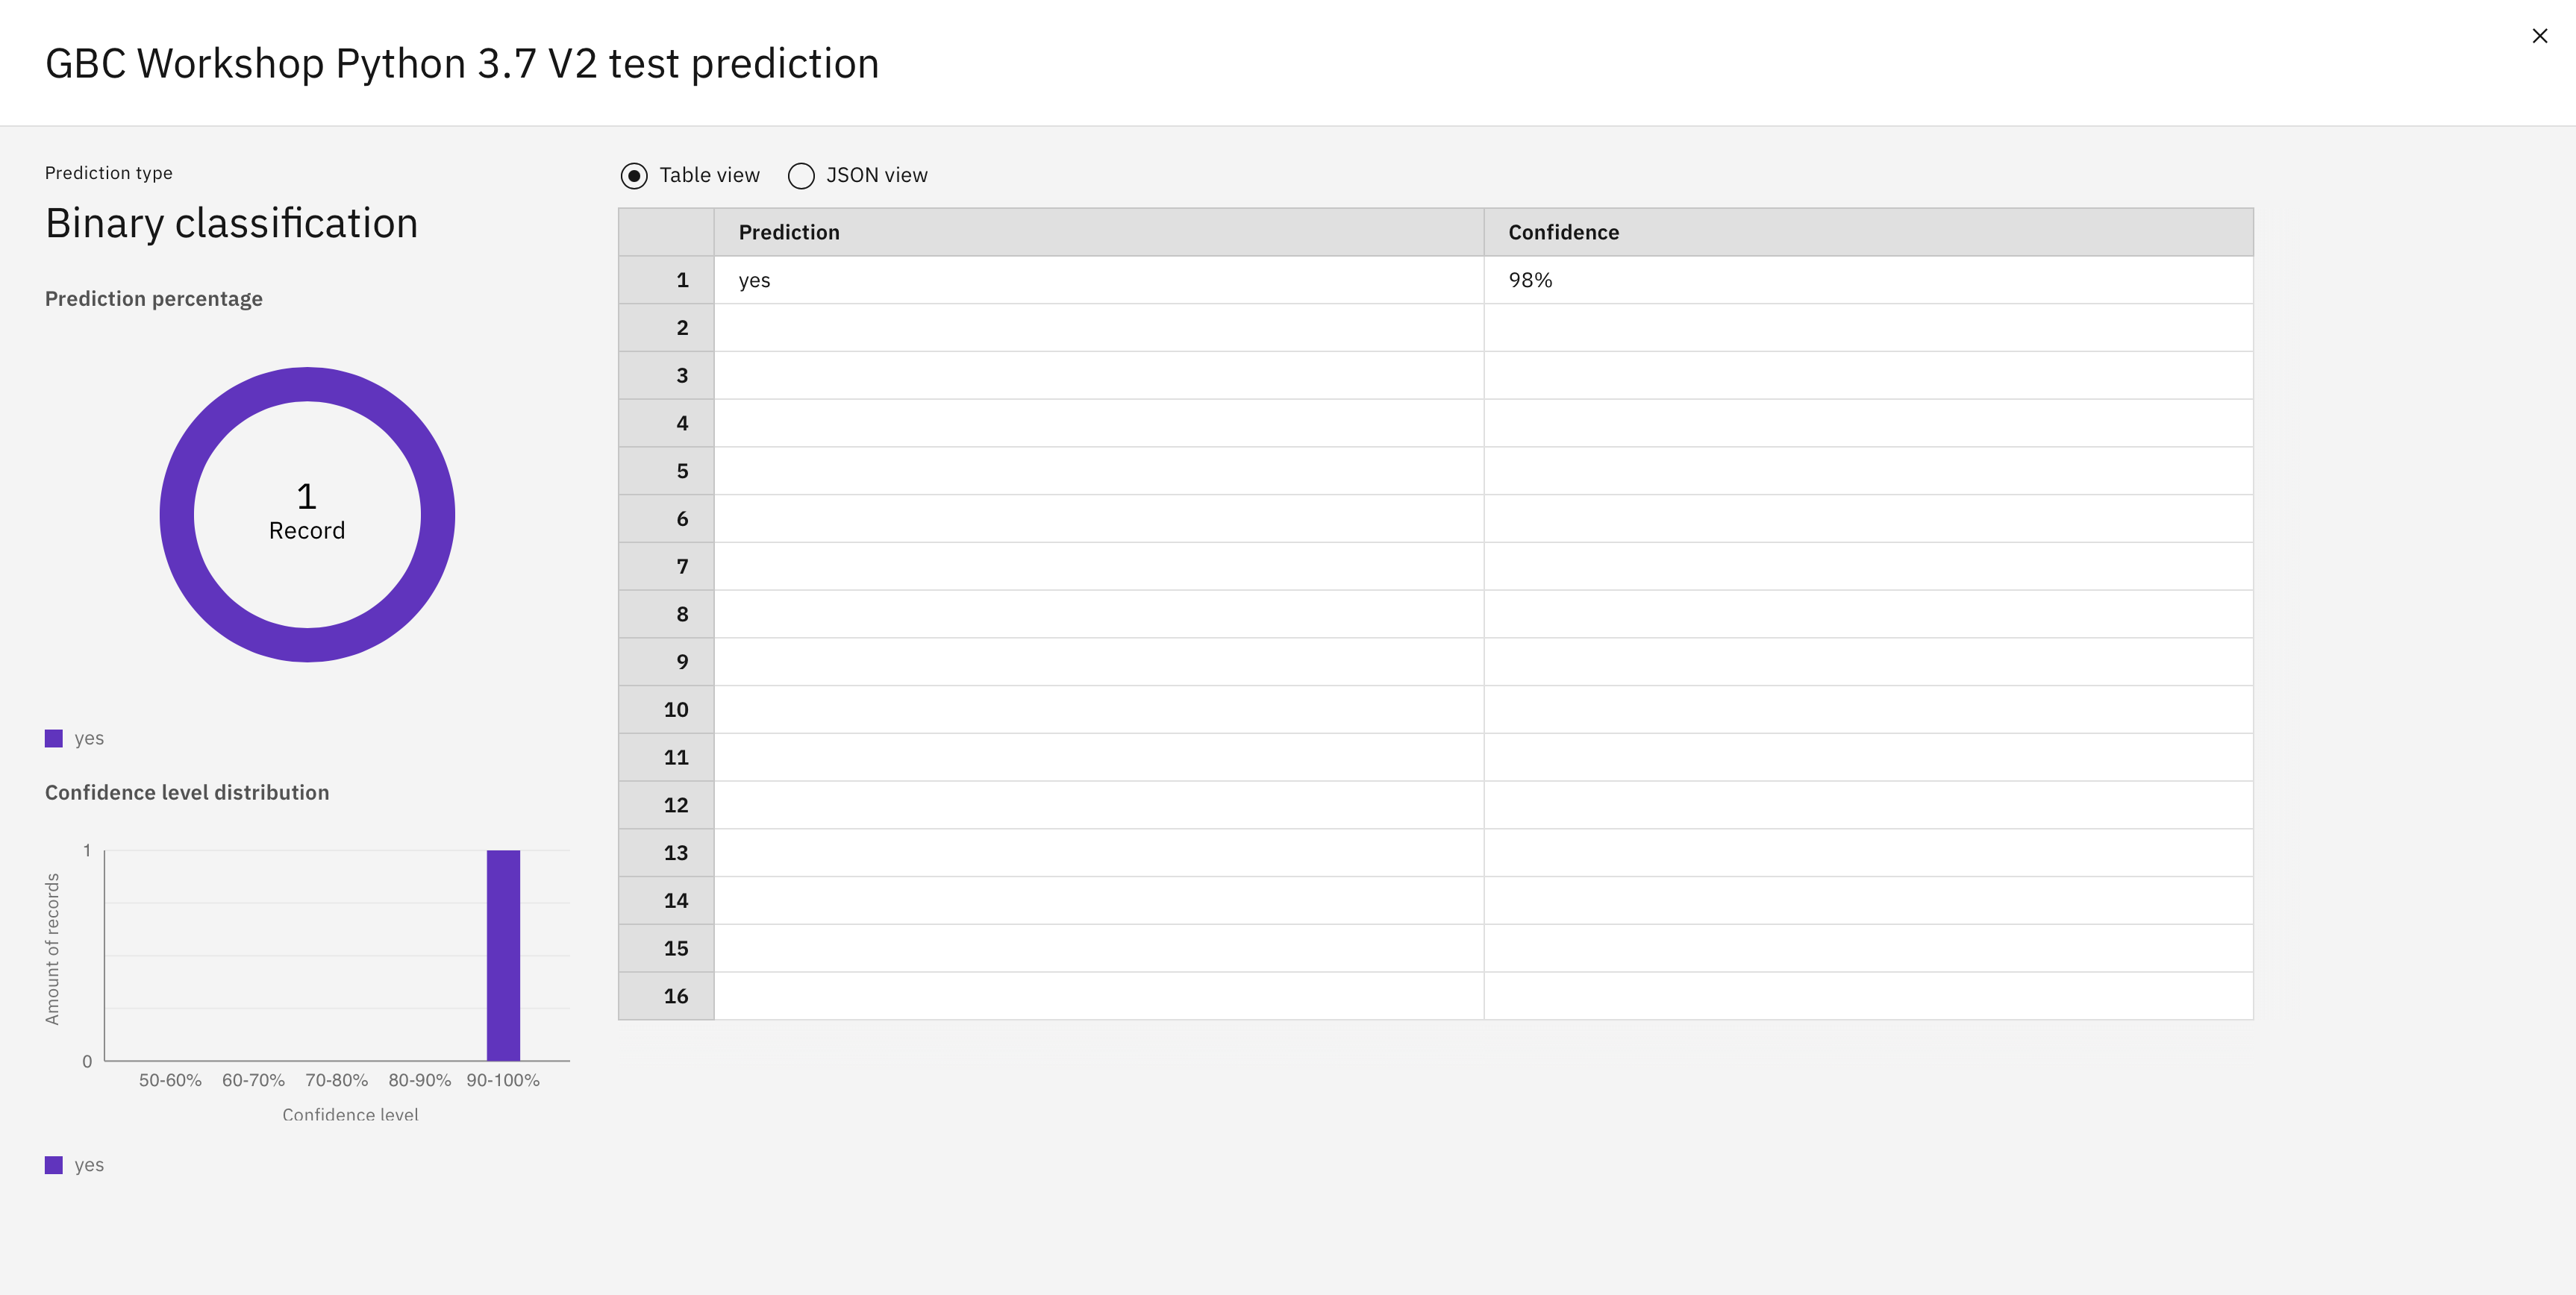 GBC Workshop Python 3.7 V2 test prediction
Prediction type
Binary classification
Prediction percentage
1
Record
yes
Confidence level distribution
1
Amount of records
0
50-60% 60-70% 70-80% 80-90% 90-100%
Confidence level
yes
Table view JSON view
Prediction Confidence
1 yes 98%
2
3
4
5
6
7
8
9
10
11
12
13
14
15
16